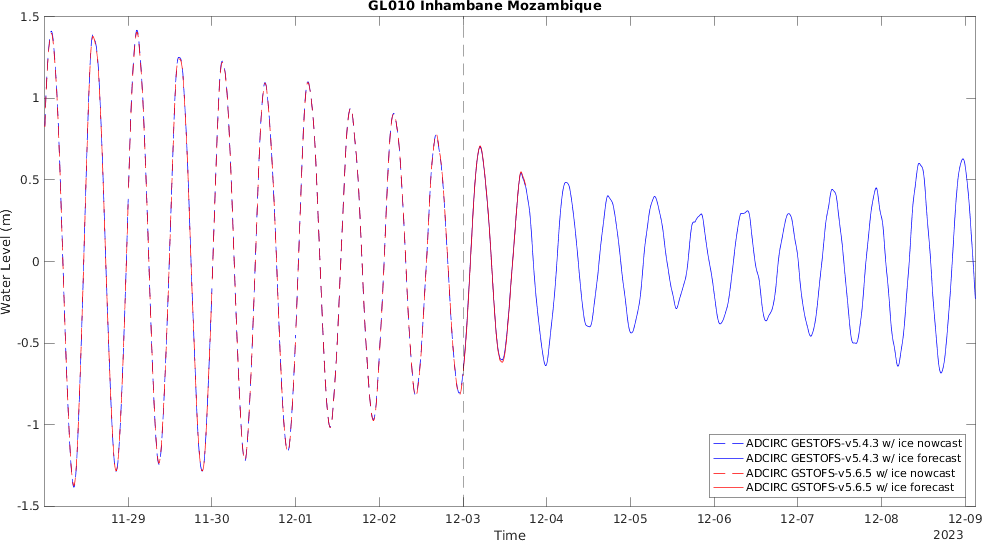 GL010 Inhambane Mozambique
1.5
1
0.5
0
-0.5
-1
-1.5
Water Level (m)
11-29
11-30
12-01
12-02
12-03
12-04
12-05
12-06
12-07
12-08
12-09
2023
Time
ADCIRC GESTOFS-v5.4.3 w/ ice nowcast
ADCIRC GESTOFS-v5.4.3 w/ ice forecast
ADCIRC GSTOFS-v5.6.5 w/ ice nowcast
ADCIRC GSTOFS-v5.6.5 w/ ice forecast